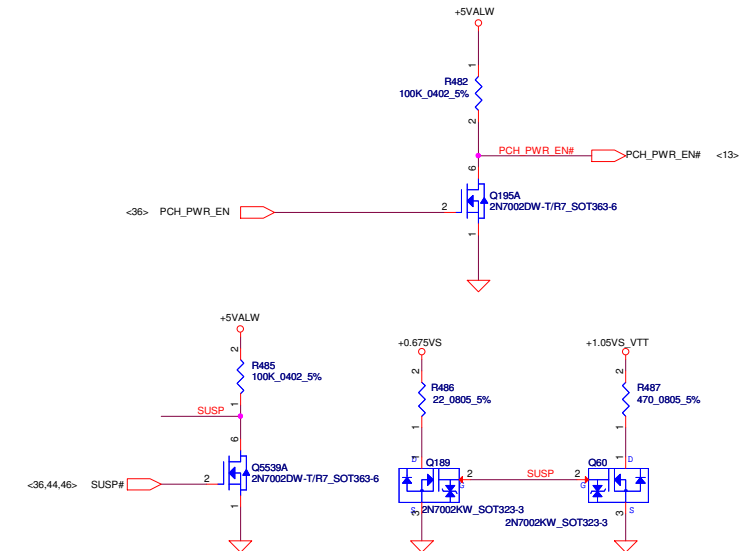 +5VALW
1
R482
100K_0402_5%
2
PCH_PWR_EN#
PCH_PWR_EN# <13>
6
Q195A
2N7002DW-T/R7_SOT363-6
<36> PCH_PWR_EN
2
1
+5VALW
2
R485
100K_0402_5%
1
SUSP
6
Q5539A
2N7002DW-T/R7_SOT363-6
<36,44,46> SUSP#
2
1
+0.675VS
2
R486
22_0805_5%
1
1
D
Q189
2
G
SUSP
S
3
2N7002KW_SOT323-3
+1.05VS_VTT
2
R487
470_0805_5%
1
1
D
Q60
2
G
3
S
2N7002KW_SOT323-3